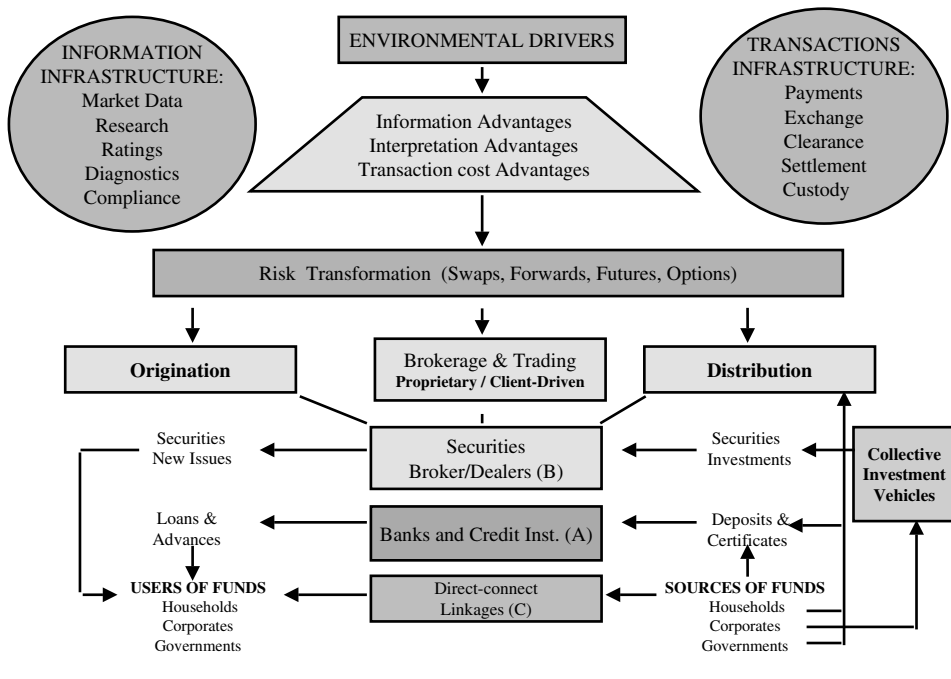 INFORMATION
INFRASTRUCTURE:
Market Data
Research
Ratings
Diagnostics
Compliance
ENVIRONMENTAL DRIVERS
TRANSACTIONS
INFRASTRUCTURE:
Payments
Exchange
Clearance
Settlement
Custody
Information Advantages
Interpretation Advantages
Transaction cost Advantages
Risk Transformation (Swaps, Forwards, Futures, Options)
Origination
Brokerage & Trading
Proprietary / Client-Driven
Distribution
Securities
New Issues
Securities
Broker/Dealers (B)
Securities
Investments
Collective
Investment
Vehicles
Loans &
Advances
Banks and Credit Inst. (A)
Deposits &
Certificates
USERS OF FUNDS
Households
Corporates
Governments
Direct-connect
Linkages (C)
SOURCES OF FUNDS
Households
Corporates
Governments